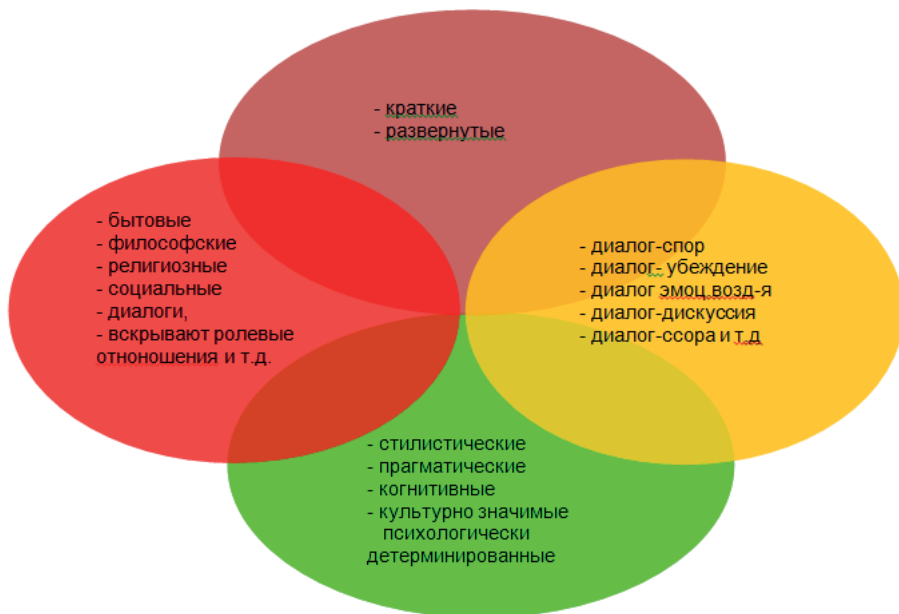 - краткие
- развернутые
- бытовые
- философские
- религиозные
- социальные
- диалоги,
- вскрывают ролевые
отноношения и т.д.
- диалог-спор
- диалог- убеждение
- диалог эмоц.возд-я
- диалог-дискуссия
- диалог-ссора и т.д
- стилистические
- прагматические
- когнитивные
- культурно значимые
психологически
детерминированные